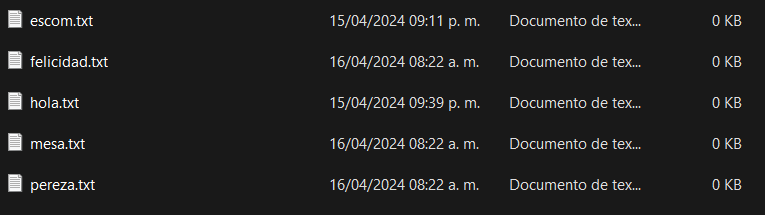 escom.txt 15/04/2024 09:11 p. m. Documento de tex... 0 KB
felicidad.txt 16/04/2024 08:22 a. m. Documento de tex... 0 KB
hola.txt 15/04/2024 09:39 p. m. Documento de tex... 0 KB
mesa.txt 16/04/2024 08:22 a. m. Documento de tex... 0 KB
pereza.txt 16/04/2024 08:22 a. m. Documento de tex... 0 KB